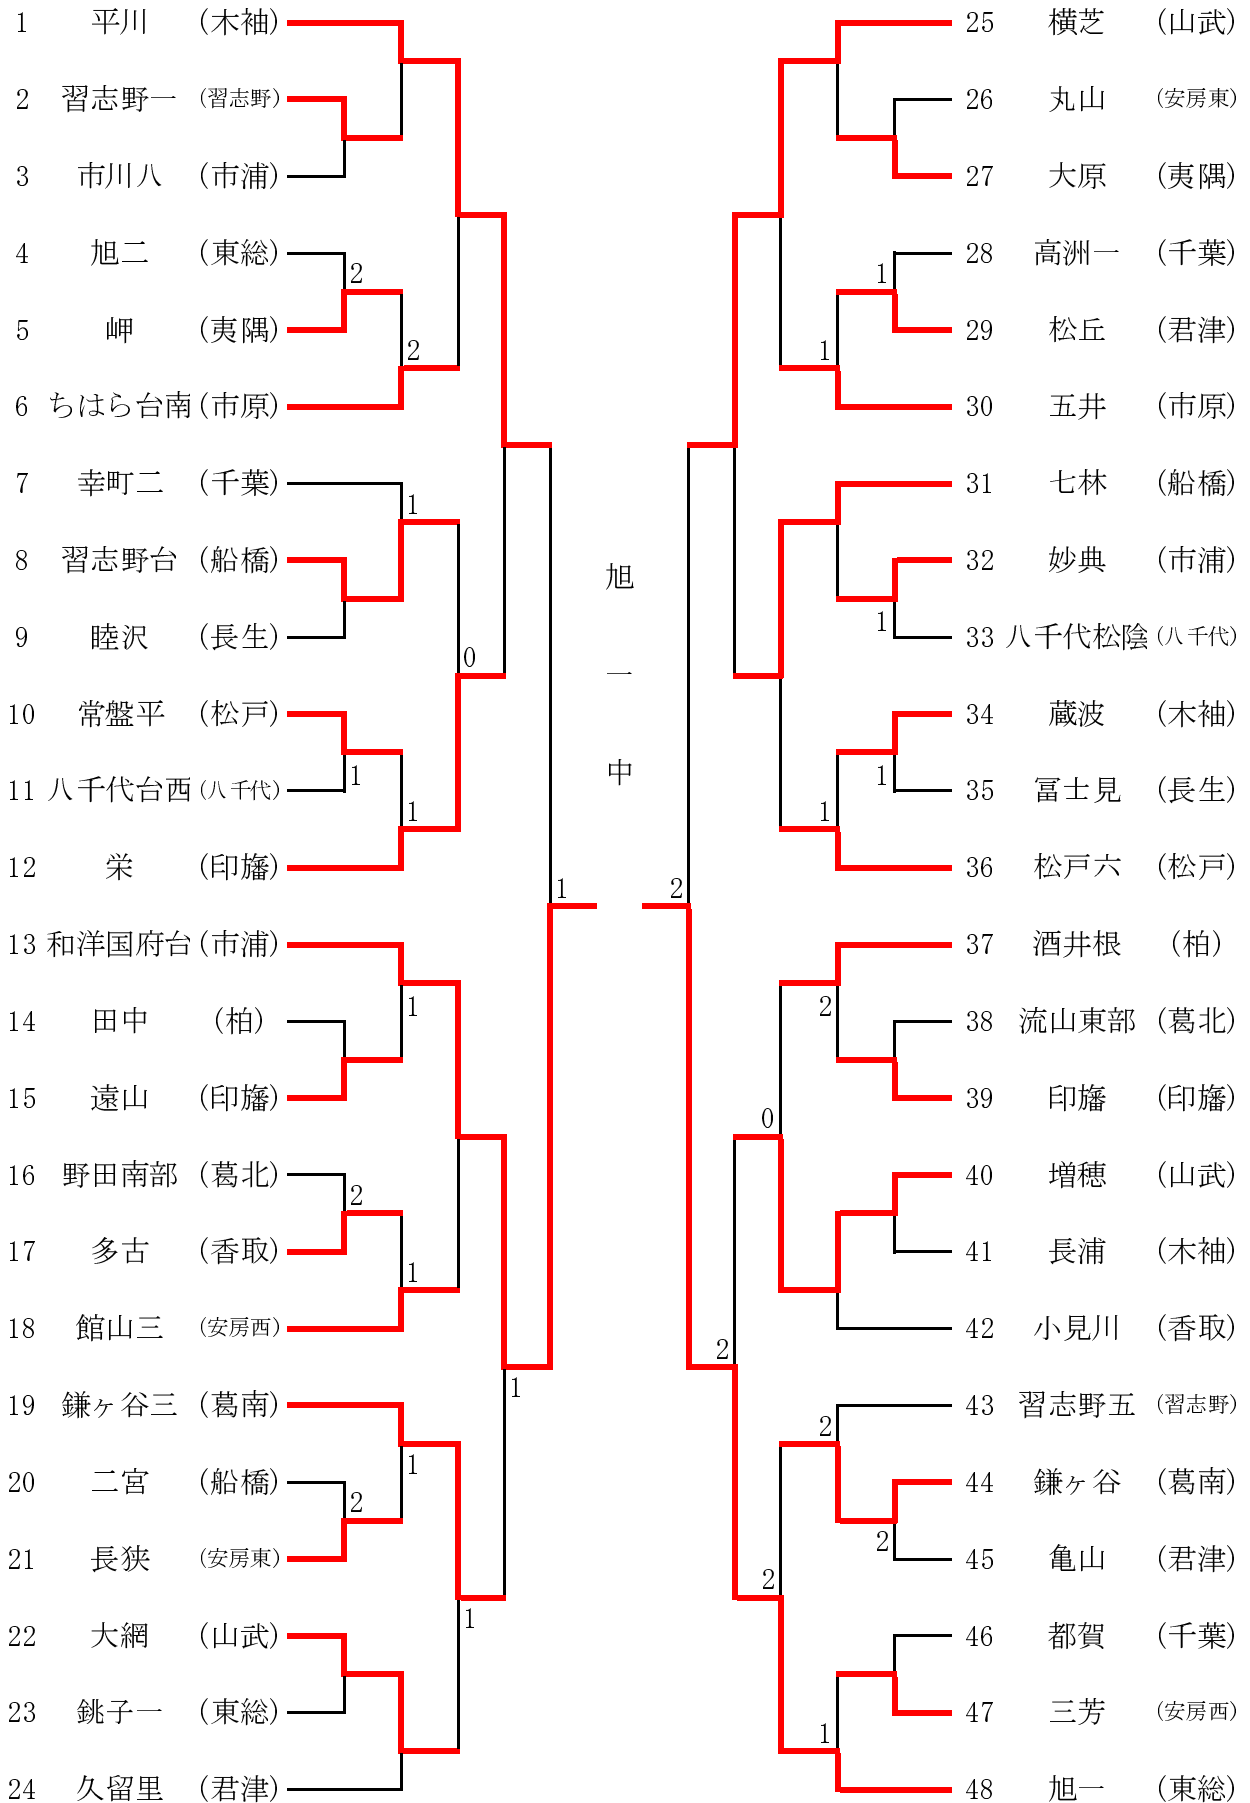 1 平川 (木袖)
2 習志野一 (習志野)
3 市川八 (市浦)
4 旭二 (東総)
2
5 岬 (夷隅)
2
6 ちはら台南 (市原)
7 幸町二 (千葉)
1
8 習志野台 (船橋)
9 睦沢 (長生)
0
10 常盤平 (松戸)
1
11 八千代台西 (八千代)
1
12 栄 (印旛)
1
13 和洋国府台 (市浦)
1
14 田中 (柏)
15 遠山 (印旛)
16 野田南部 (葛北)
2
17 多古 (香取)
1
18 館山三 (安房西)
1
19 鎌ヶ谷三 (葛南)
1
20 二宮 (船橋)
2
21 長狭 (安房東)
1
22 大網 (山武)
23 銚子一 (東総)
24 久留里 (君津)
旭一中
25 横芝 (山武)
26 丸山 (安房東)
27 大原 (夷隅)
28 高洲一 (千葉)
1
29 松丘 (君津)
1
30 五井 (市原)
31 七林 (船橋)
32 妙典 (市浦)
1
33 八千代松陰 (八千代)
34 蔵波 (木袖)
1
35 冨士見 (長生)
1
36 松戸六 (松戸)
2
37 酒井根 (柏)
2
38 流山東部 (葛北)
39 印旛 (印旛)
0
40 増穂 (山武)
41 長浦 (木袖)
42 小見川 (香取)
2
43 習志野五 (習志野)
2
44 鎌ヶ谷 (葛南)
2
45 亀山 (君津)
2
46 都賀 (千葉)
47 三芳 (安房西)
1
48 旭一 (東総)